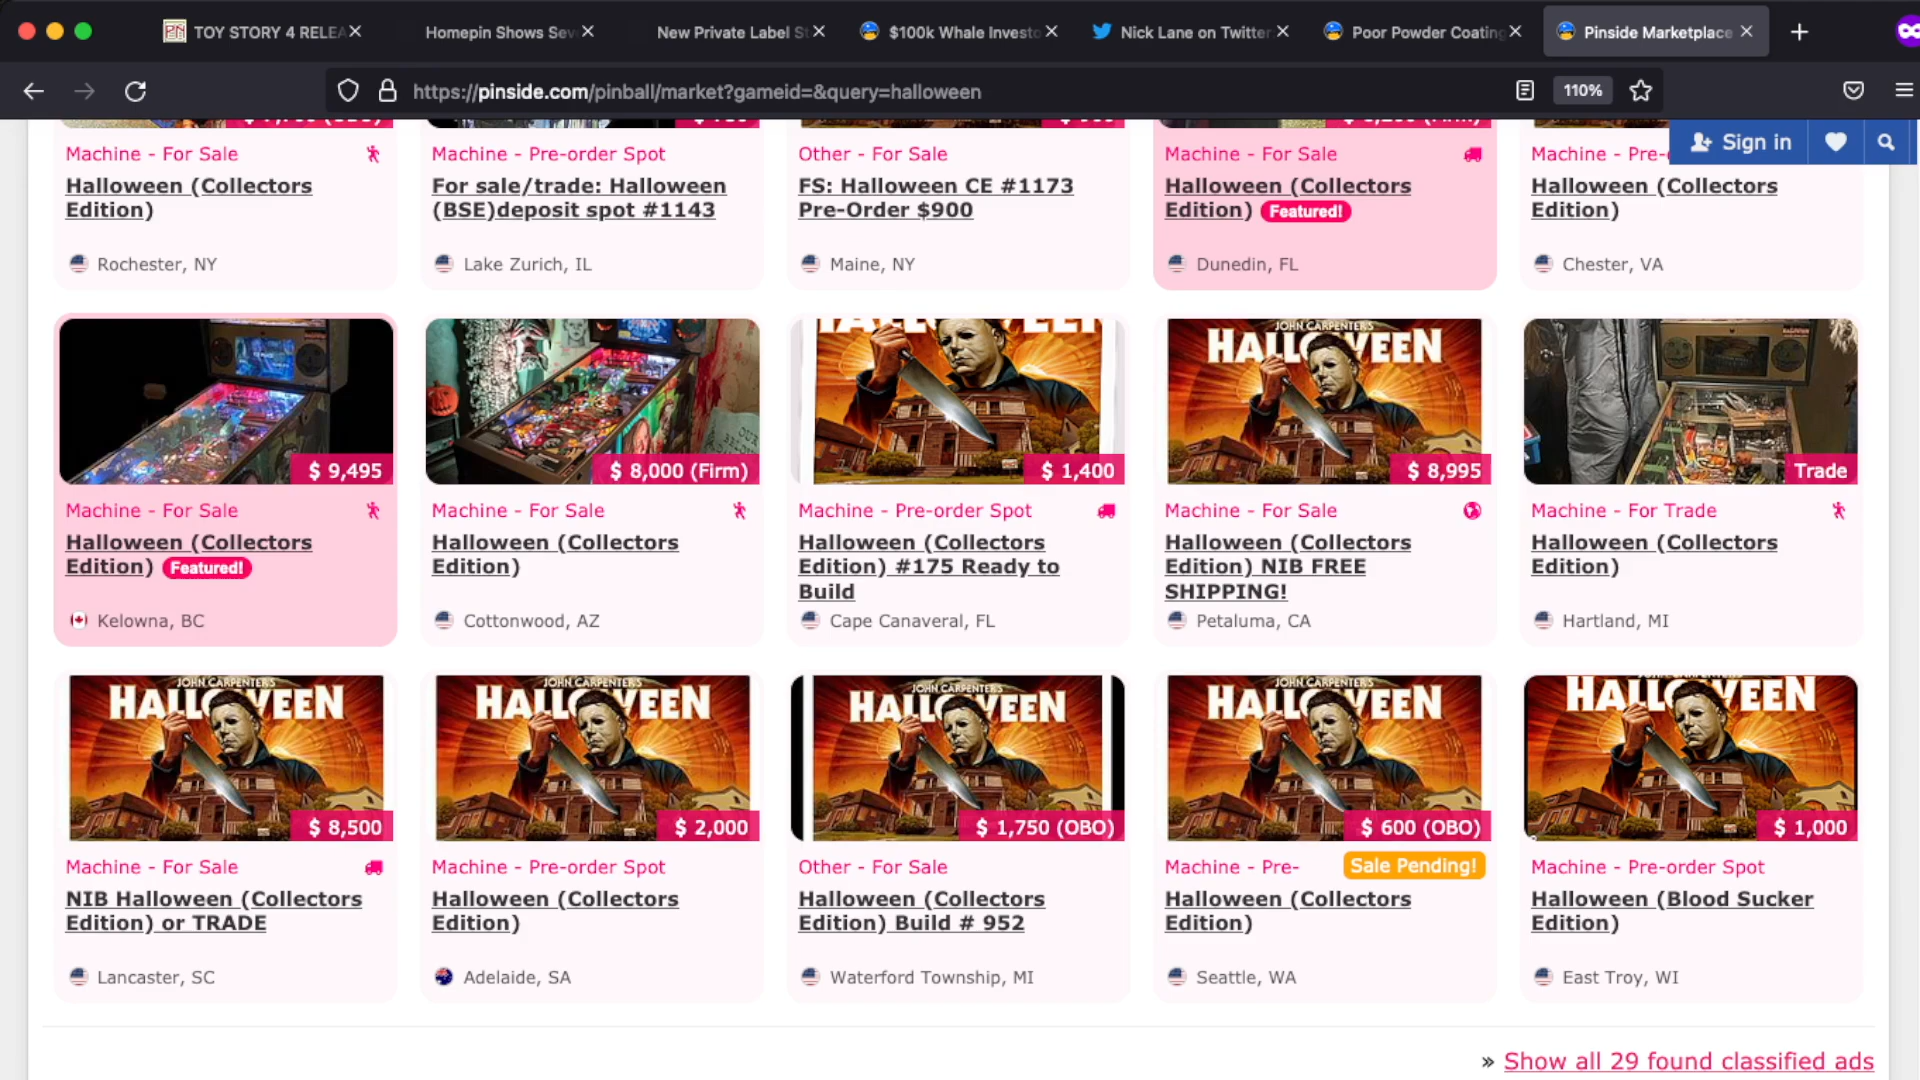 TOY STORY 4 RELEA
Homepin Shows Sev
New Private Label St
$100k Whale Investo
Nick Lane on Twitter
Poor Powder Coating
Pinside Marketplace
https://pinside.com/pinball/market?gameid=&query=halloween
110%
Sign in
Machine - For Sale
Halloween (Collectors
Edition)
Rochester, NY
Machine - Pre-order Spot
For sale/trade: Halloween
(BSE)deposit spot #1143
Lake Zurich, IL
Other - For Sale
FS: Halloween CE #1173
Pre-Order $900
Maine, NY
Machine - For Sale
Halloween (Collectors
Edition) Featured!
Dunedin, FL
Machine - Pre-
Halloween (Collectors
Edition)
Chester, VA
$ 9,495
Machine - For Sale
Halloween (Collectors
Edition) Featured!
Kelowna, BC
$ 8,000 (Firm)
Machine - For Sale
Halloween (Collectors
Edition)
Cottonwood, AZ
$ 1,400
Machine - Pre-order Spot
Halloween (Collectors
Edition) #175 Ready to
Build
Cape Canaveral, FL
JOHN CARPENTER'S
HALLOWEEN
$ 8,995
Machine - For Sale
Halloween (Collectors
Edition) NIB FREE
SHIPPING!
Petaluma, CA
Trade
Machine - For Trade
Halloween (Collectors
Edition)
Hartland, MI
JOHN CARPENTER'S
HALLOWEEN
$ 8,500
Machine - For Sale
NIB Halloween (Collectors
Edition) or TRADE
Lancaster, SC
JOHN CARPENTER'S
HALLOWEEN
$ 2,000
Machine - Pre-order Spot
Halloween (Collectors
Edition)
Adelaide, SA
JOHN CARPENTER'S
HALLOWEEN
$ 1,750 (OBO)
Other - For Sale
Halloween (Collectors
Edition) Build # 952
Waterford Township, MI
JOHN CARPENTER'S
HALLOWEEN
$ 600 (OBO)
Machine - Pre-
Sale Pending!
Halloween (Collectors
Edition)
Seattle, WA
HALLOWEEN
$ 1,000
Machine - Pre-order Spot
Halloween (Blood Sucker
Edition)
East Troy, WI
» Show all 29 found classified ads